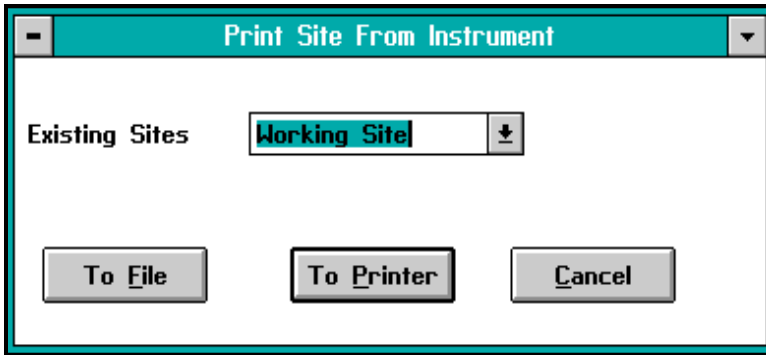 Print Site From Instrument
Existing Sites Working Site
To File To Printer Cancel